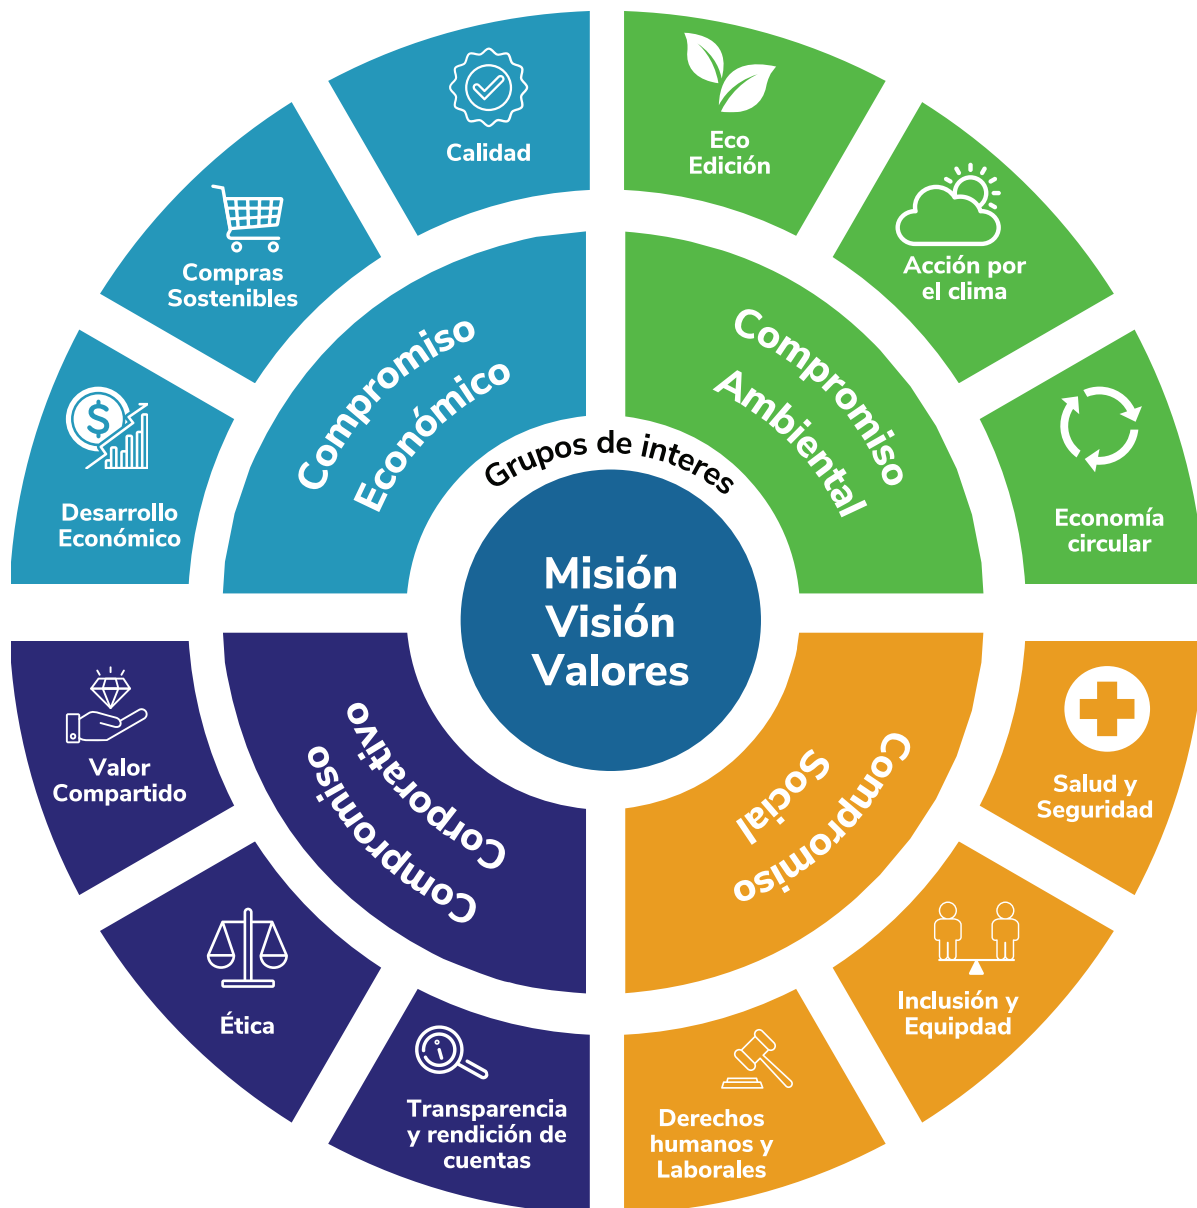 Calidad
Eco
Edición
Compras
Sostenibles
Acción por
el clima
Desarrollo
Económico
Economía
circular
Compromiso
Económico
Compromiso
Ambiental
Grupos de interes
Misión
Visión
Valores
Compromiso
Corporativo
Compromiso
Social
Valor
Compartido
Salud y
Seguridad
Ética
Inclusión y
Equipdad
Transparencia
y rendición de
cuentas
Derechos
humanos y
Laborales